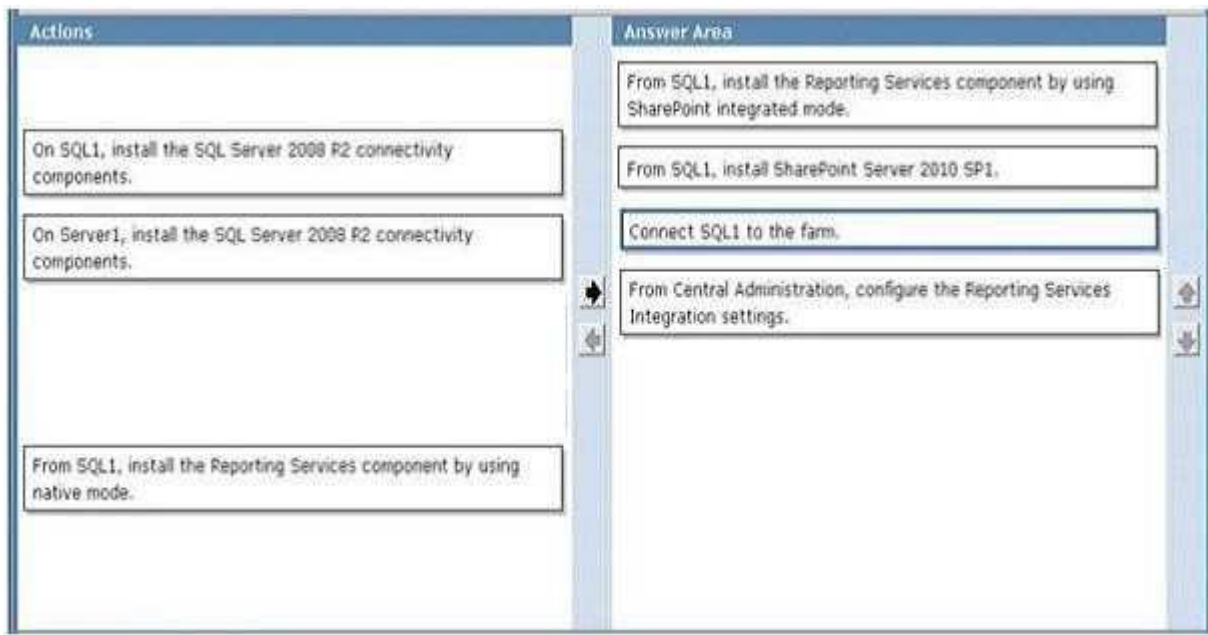 Actions
On SQL1, install the SQL Server 2008 R2 connectivity
components.
On Server1, install the SQL Server 2008 R2 connectivity
components.
From SQL1, install the Reporting Services component by using
native mode.
Answer Area
From SQL1, install the Reporting Services component by using
SharePoint integrated mode.
From SQL1, install SharePoint Server 2010 SP1.
Connect SQL1 to the farm.
From Central Administration, configure the Reporting Services
Integration settings.